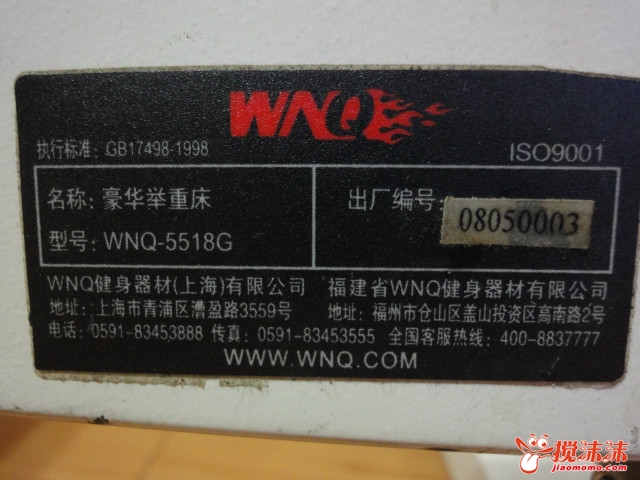 WNQ
执行标准: GB17498-1998
ISO9001
名称: 豪华举重床
型号: WNQ-5518G
出厂编号: 08050003
WNQ健身器材(上海)有限公司
地址: 上海市青浦区漕盈路3559号
福建省WNQ健身器材有限公司
地址: 福州市仓山区盖山投资区高南路2号
电话: 0591-83453888 传真: 0591-83453555 全国客服热线: 400-8837777
WWW.WNQ.COM
搅沫沫
jiaomomo.com